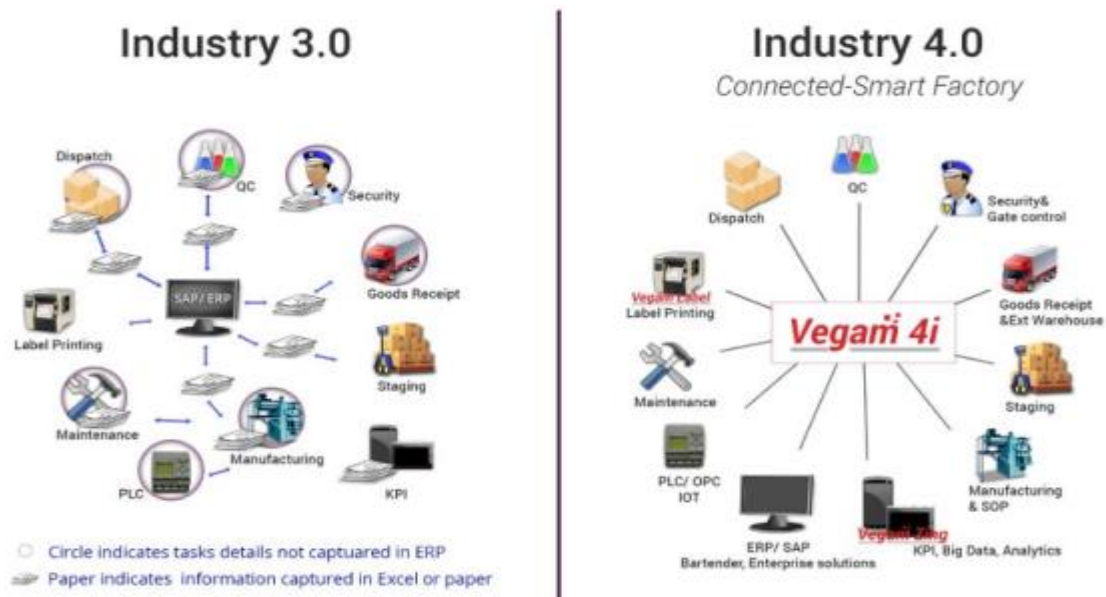 Industry 3.0
Dispatch
QC
Security
SAP/ERP
Goods Receipt
Label Printing
Staging
Maintenance
Manufacturing
PLC
KPI
Circle indicates tasks details not captuared in ERP
Paper indicates information captured in Excel or paper
Industry 4.0
Connected-Smart Factory
QC
Dispatch
Security&
Gate control
Vegam Label
Label Printing
Goods Receipt
&Ext Warehouse
Vegam 4i
Maintenance
Staging
PLC/ OPC
IOT
Manufacturing
& SOP
ERP/ SAP
Bartender, Enterprise solutions
Vegam Zing
KPI, Big Data, Analytics